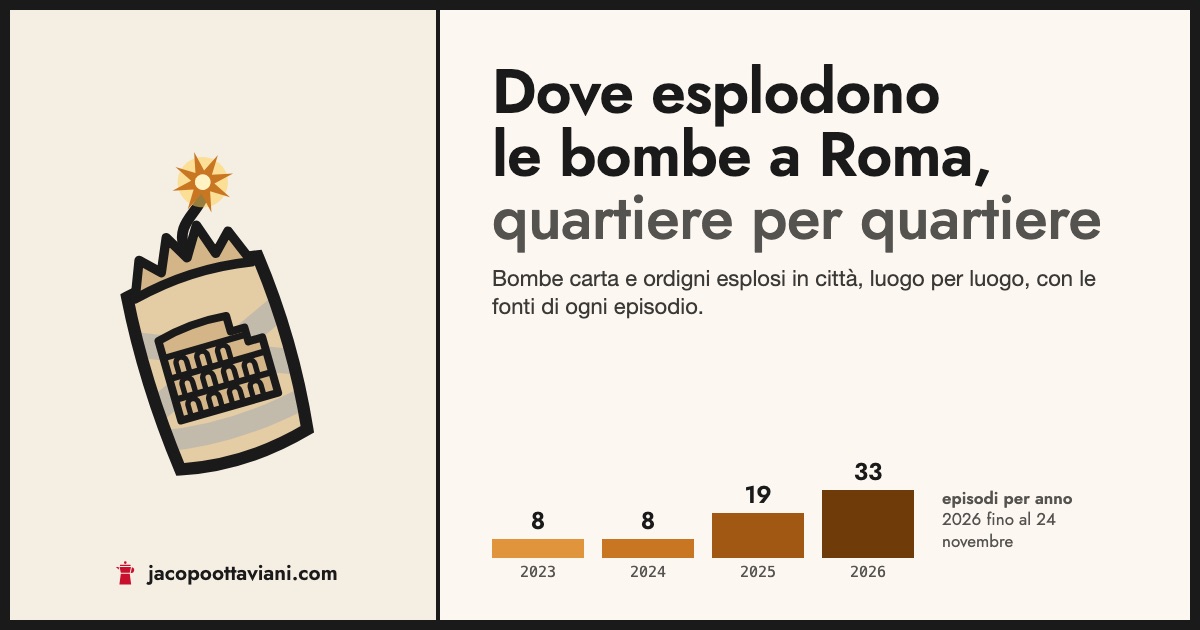 Dove esplodono
le bombe a Roma,
quartiere per quartiere
Bombe carta e ordigni esplosi in città, luogo per luogo, con le
fonti di ogni episodio.
8
8
19
33
episodi per anno
2026 fino al 24
novembre
2023
2024
2025
2026
jacopoottaviani.com